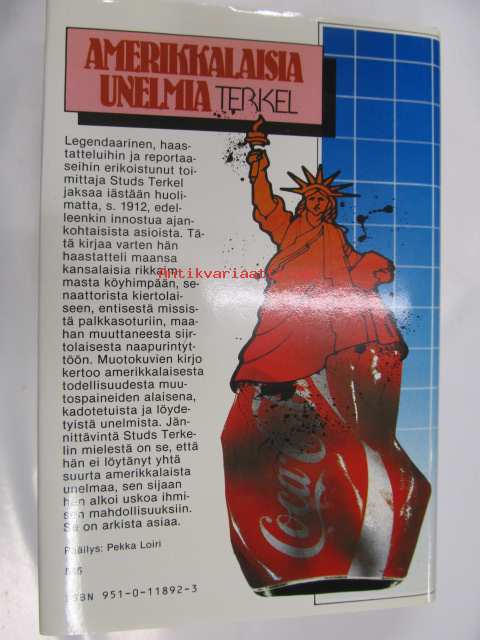 AMERIKKALAISIA
UNELMIA TERKEL
Legendaarinen, haas-
tatteluihin ja reportaa-
seihin erikoistunut toi-
mittaja Studs Terkel
jaksaa iästään huoli-
matta, s. 1912, edel-
leenkin innostua ajan-
kohtaisista asioista. Tä-
tä kirjaa varten hän
haastatteli maansa
kansalaisia rikkaim-
masta köyhimpään, se-
naattorista kiertolai-
seen, entisestä missis-
tä palkkasoturiin, maa-
han muuttaneesta siir-
tolaisesta naapurintyt-
töön. Muotokuvien kirjo
kertoo amerikkalaisesta
todellisuudesta muu-
tospaineiden alaisena,
kadotetuista ja löyde-
tyistä unelmista. Jän-
nittävintä Studs Terke-
lin mielestä on se, että
hän ei löytänyt yhtä
suurta amerikkalaista
unelmaa, sen sijaan
hän alkoi uskoa ihmi-
sen mahdollisuuksiin.
Se on arkista asiaa.
Päällys: Pekka Loiri
ISBN 951-0-11892-3
Antikvariaat
Coca-Cola